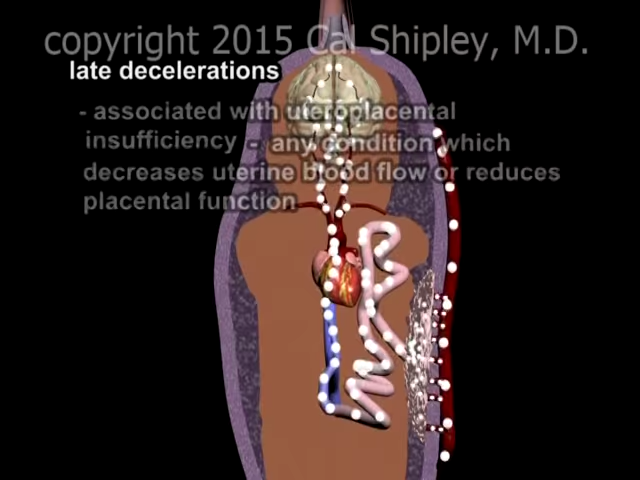 copyright 2015 Cal Shipley, M.D.
late decelerations
- associated with uteroplacental
insufficiency - any condition which
decreases uterine blood flow or reduces
placental function